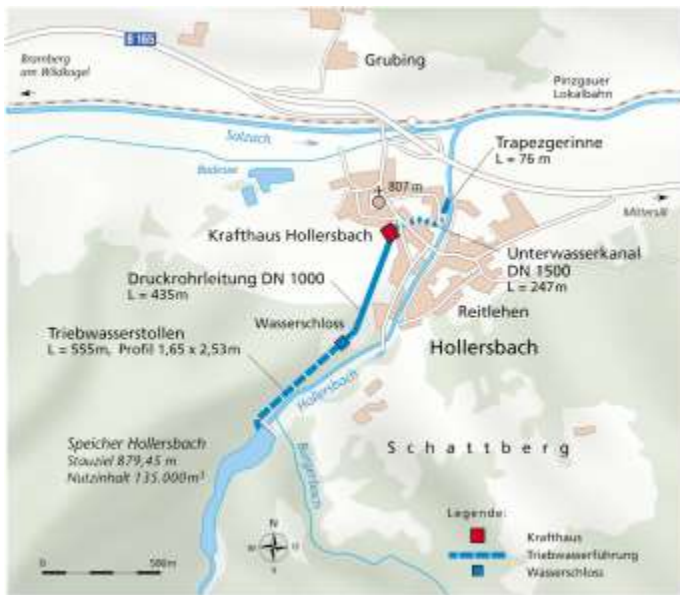 B 165
Bramberg
am Wildkogel
Grubing
Pinzgauer
Lokalbahn
Salzach
Trapezgerinne
L = 76 m
Badesee
807 m
Mittersill
Krafthaus Hollersbach
Unterwasserkanal
DN 1500
L = 247m
Druckrohrleitung DN 1000
L = 435m
Reitlehen
Wasserschloss
Triebwasserstollen
L = 555m, Profil 1,65 x 2,53m
Hollersbach
Hollersbach
Speicher Hollersbach
Stauziel 879,45 m
Nutzinhalt 135.000m³
Schattberg
Bürgerbach
Legende:
N
W O
S
Krafthaus
Triebwasserführung
Wasserschloss
0 500m